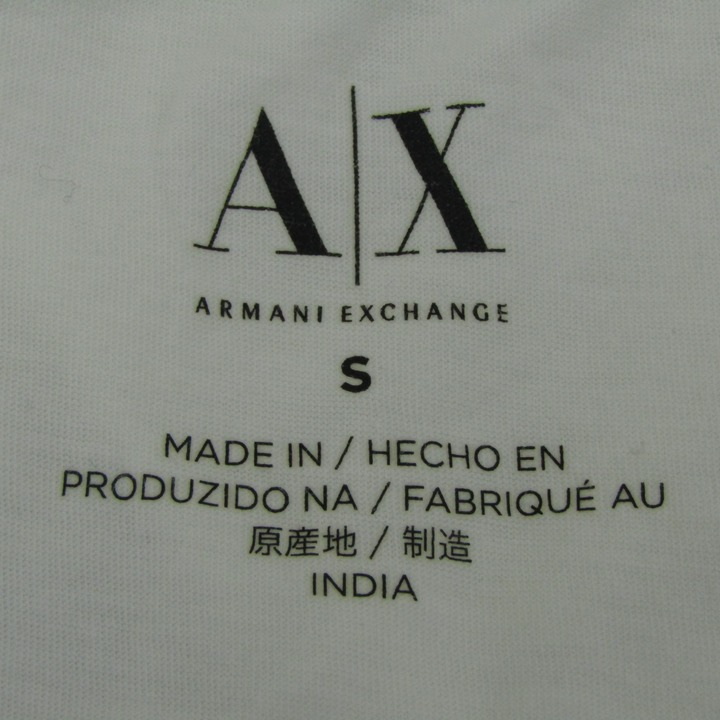 A|X
ARMANI EXCHANGE
S
MADE IN / HECHO EN
PRODUZIDO NA / FABRIQUÉ AU
原産地 / 制造
INDIA